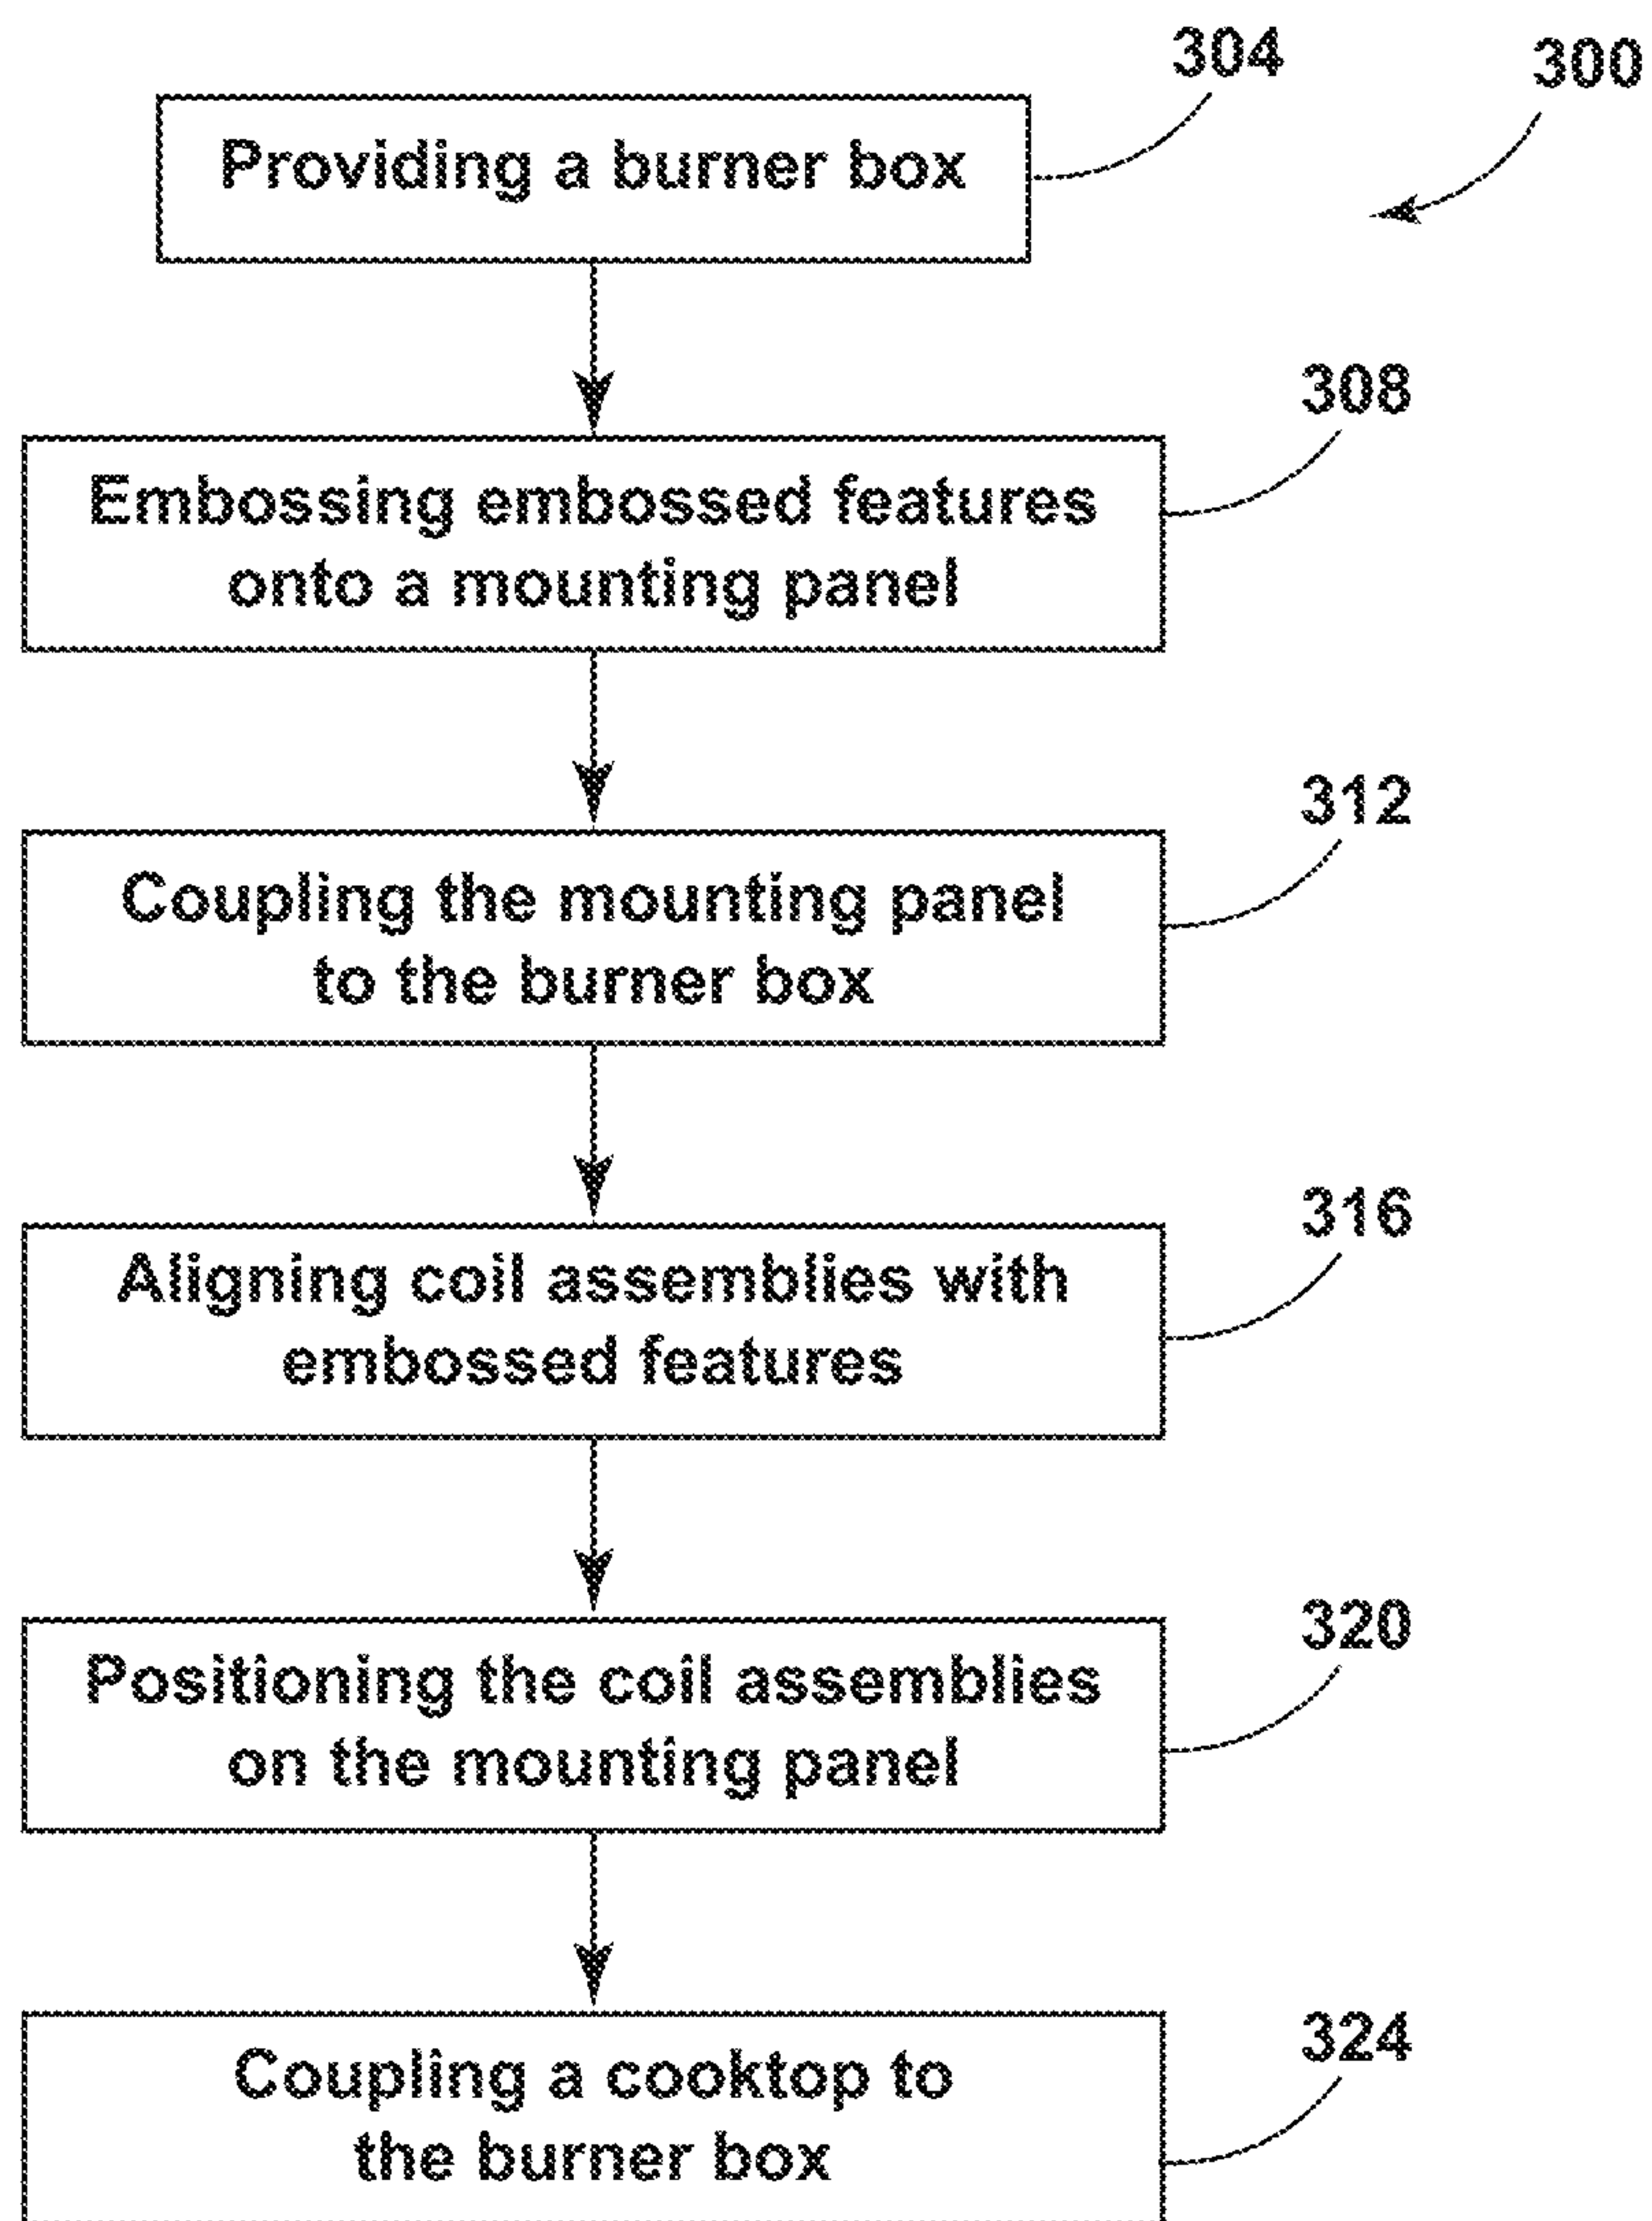 304
300
Providing a burner box
308
Embossing embossed features
onto a mounting panel
312
Coupling the mounting panel
to the burner box
316
Aligning coil assemblies with
embossed features
320
Positioning the coil assemblies
on the mounting panel
324
Coupling a cooktop to
the burner box